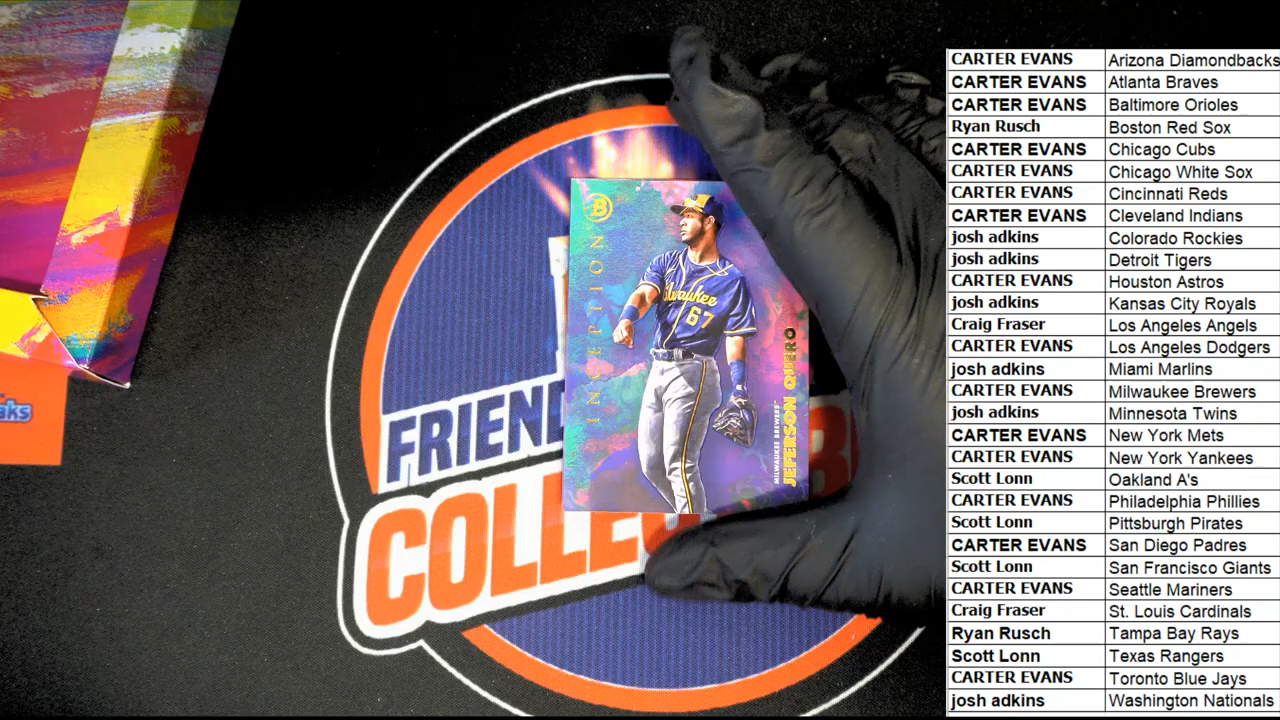 aks
FRIEND
COLLE
B
INCEPTION
M
Milwaukee
67
MILWAUKEE BREWERS™
JEFERSON QUERO
CARTER EVANS Arizona Diamondbacks
CARTER EVANS Atlanta Braves
CARTER EVANS Baltimore Orioles
Ryan Rusch Boston Red Sox
CARTER EVANS Chicago Cubs
CARTER EVANS Chicago White Sox
CARTER EVANS Cincinnati Reds
CARTER EVANS Cleveland Indians
josh adkins Colorado Rockies
josh adkins Detroit Tigers
CARTER EVANS Houston Astros
josh adkins Kansas City Royals
Craig Fraser Los Angeles Angels
CARTER EVANS Los Angeles Dodgers
josh adkins Miami Marlins
CARTER EVANS Milwaukee Brewers
josh adkins Minnesota Twins
CARTER EVANS New York Mets
CARTER EVANS New York Yankees
Scott Lonn Oakland A's
CARTER EVANS Philadelphia Phillies
Scott Lonn Pittsburgh Pirates
CARTER EVANS San Diego Padres
Scott Lonn San Francisco Giants
CARTER EVANS Seattle Mariners
Craig Fraser St. Louis Cardinals
Ryan Rusch Tampa Bay Rays
Scott Lonn Texas Rangers
CARTER EVANS Toronto Blue Jays
josh adkins Washington Nationals